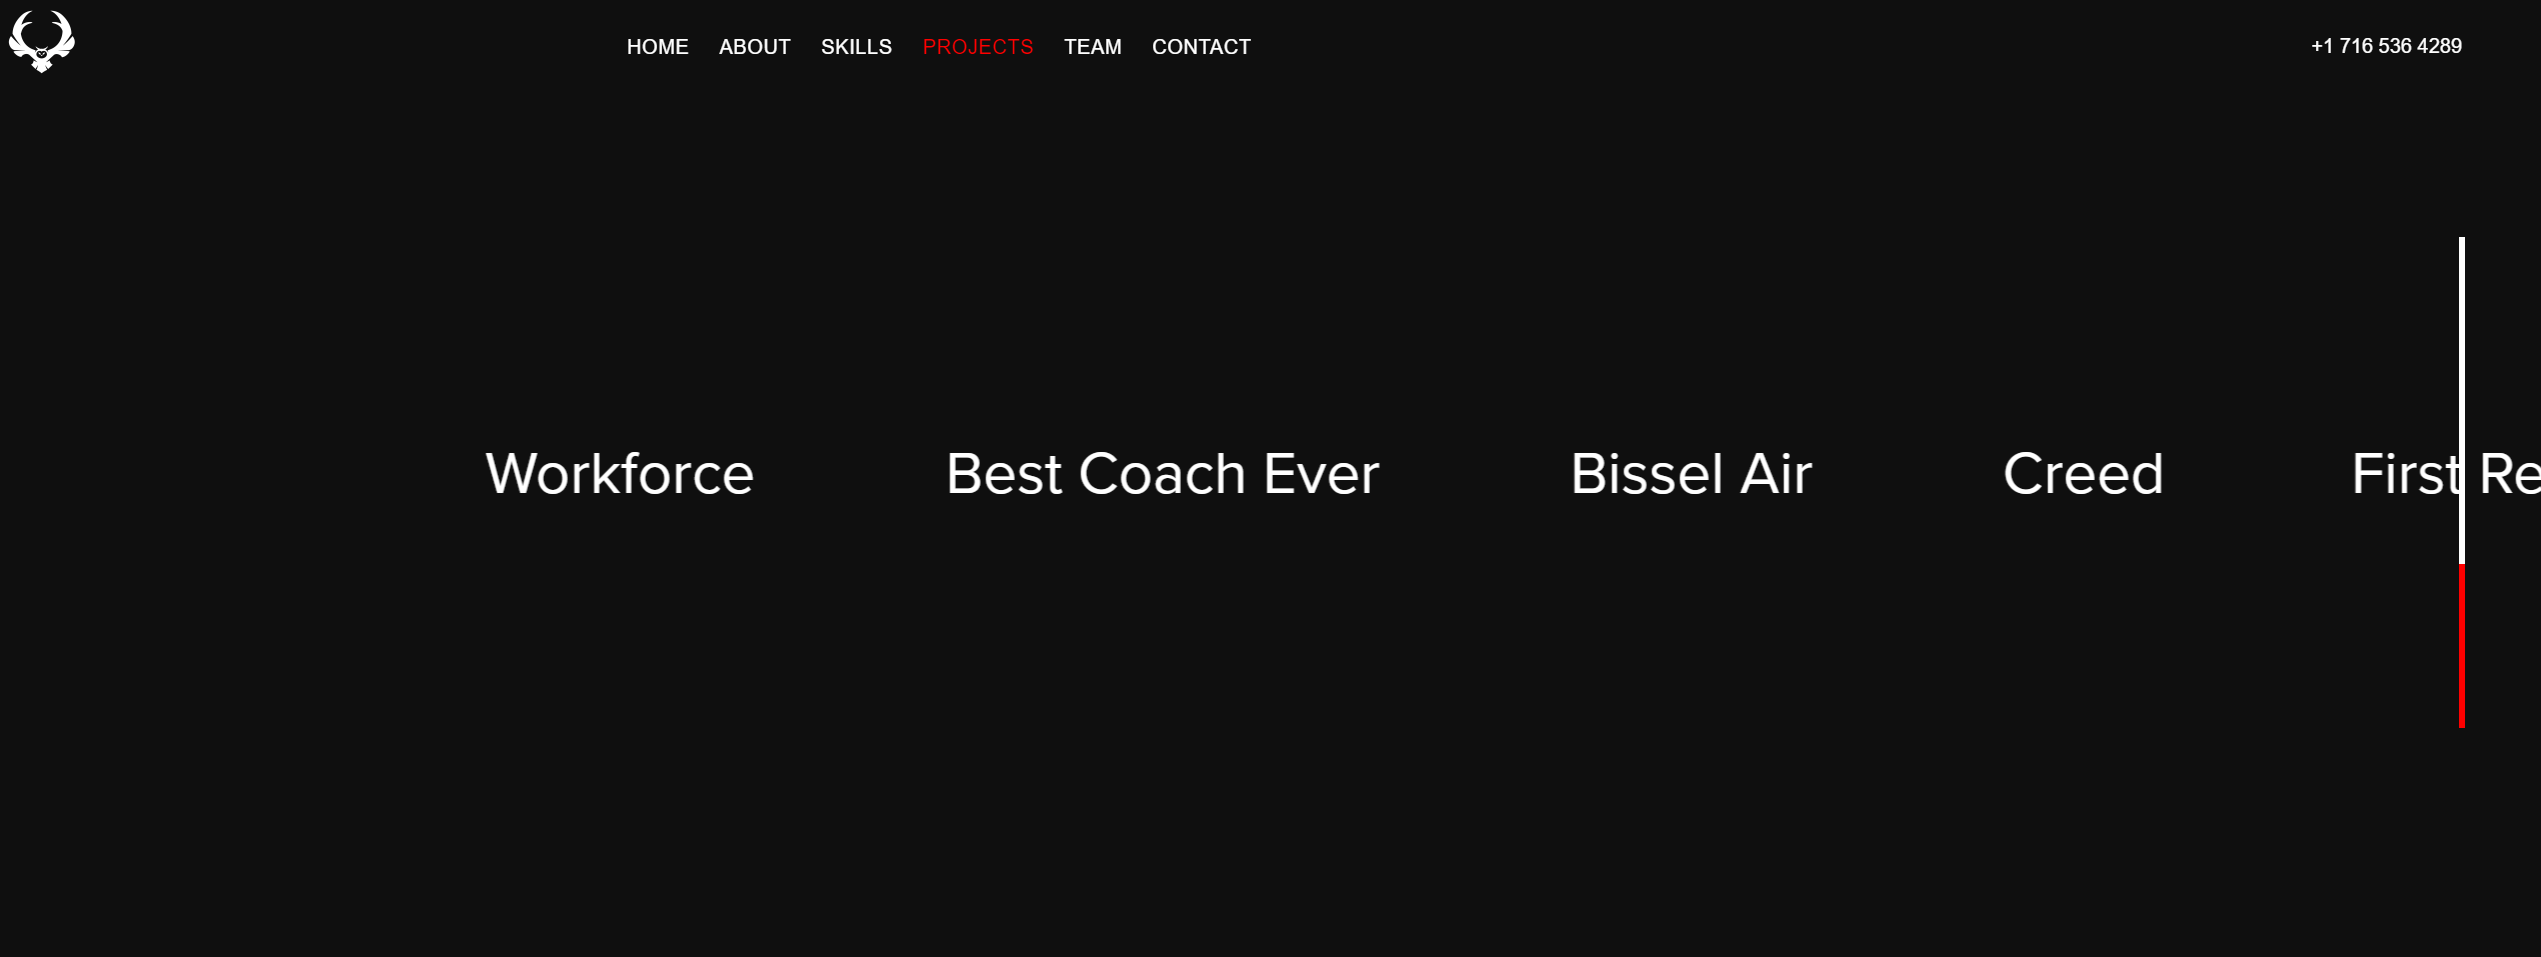 HOME ABOUT SKILLS PROJECTS TEAM CONTACT +1 716 536 4289
Workforce Best Coach Ever Bissel Air Creed First Re